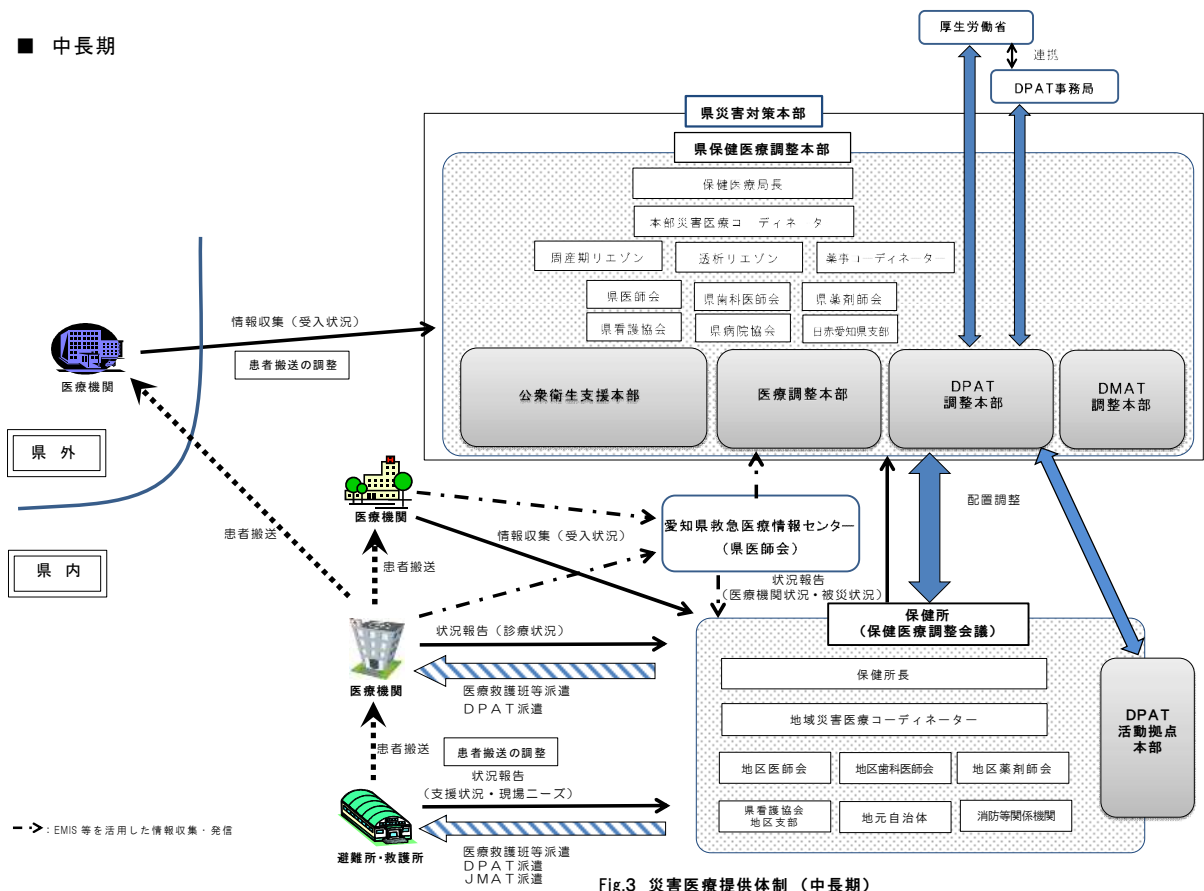 ■ 中長期
厚生労働省
連携
DPAT事務局
県災害対策本部
県保健医療調整本部
保健医療局長
本部災害医療コーディネータ
周産期リエゾン
透析リエゾン
薬事コーディネーター
県医師会
県歯科医師会
県薬剤師会
県看護協会
県病院協会
日赤愛知県支部
公衆衛生支援本部
医療調整本部
DPAT
調整本部
DMAT
調整本部
情報収集（受入状況）
患者搬送の調整
医療機関
県 外
県 内
患者搬送
医療機関
患者搬送
情報収集（受入状況）
愛知県救急医療情報センター
（県医師会）
配置調整
状況報告
（医療機関状況・被災状況）
保健所
（保健医療調整会議）
医療機関
状況報告（診療状況）
医療救護班等派遣
ＤＰＡＴ派遣
保健所長
地域災害医療コーディネーター
地区医師会
地区歯科医師会
地区薬剤師会
県看護協会
地区支部
地元自治体
消防等関係機関
DPAT
活動拠点
本部
患者搬送
患者搬送の調整
状況報告
（支援状況・現場ニーズ）
避難所・救護所
医療救護班等派遣
ＤＰＡＴ派遣
ＪＭＡＴ派遣
：EMIS 等を活用した情報収集・発信
Fig.3 災害医療提供体制（中長期）